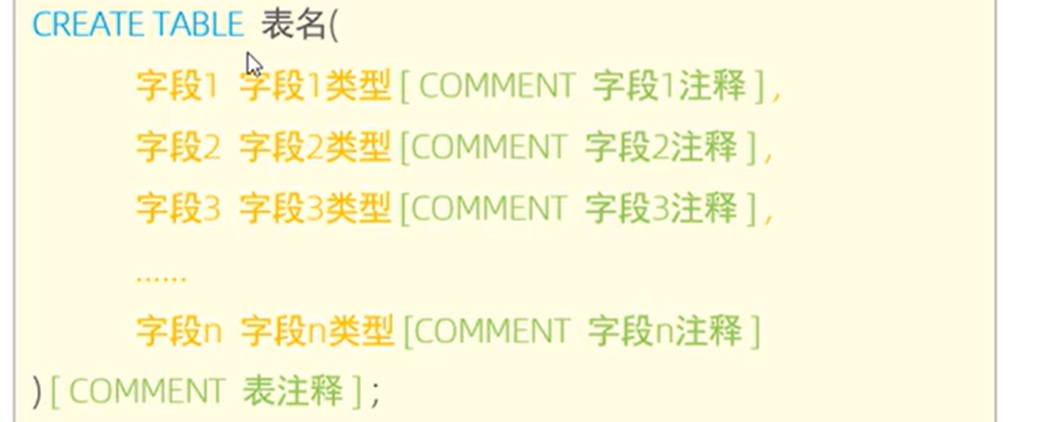 CREATE TABLE 表名(
字段1 字段1类型[ COMMENT 字段1注释 ],
字段2 字段2类型[COMMENT 字段2注释 ],
字段3 字段3类型[COMMENT 字段3注释 ],
......
字段n 字段n类型[COMMENT 字段n注释 ]
)[ COMMENT 表注释 ] ;